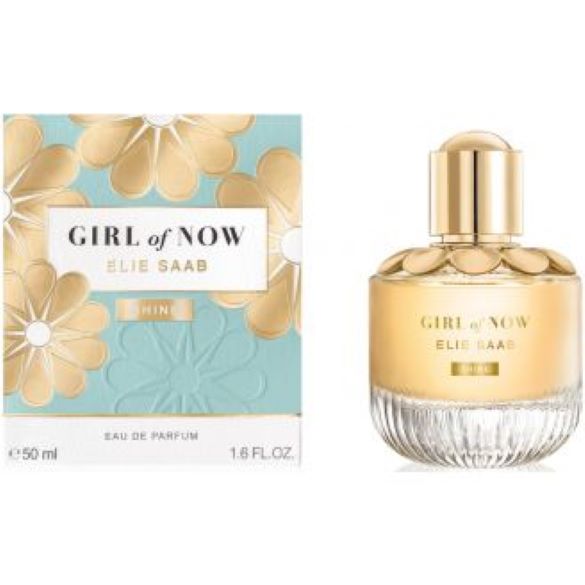 GIRL of NOW
ELIE SAAB
SHINE
EAU DE PARFUM
℮50 ml
1.6 FL.OZ.
GIRL of NOW
ELIE SAAB
SHINE